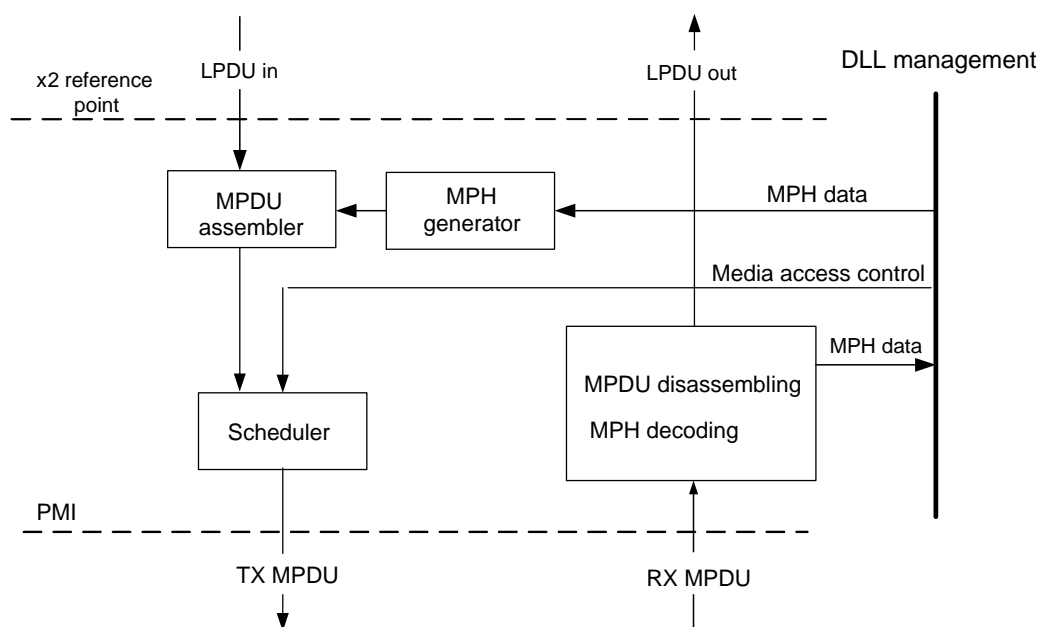 LPDU in
LPDU out
DLL management
x2 reference
point
MPDU
assembler
MPH
generator
MPH data
Media access control
MPH data
MPDU disassembling
MPH decoding
Scheduler
PMI
TX MPDU
RX MPDU